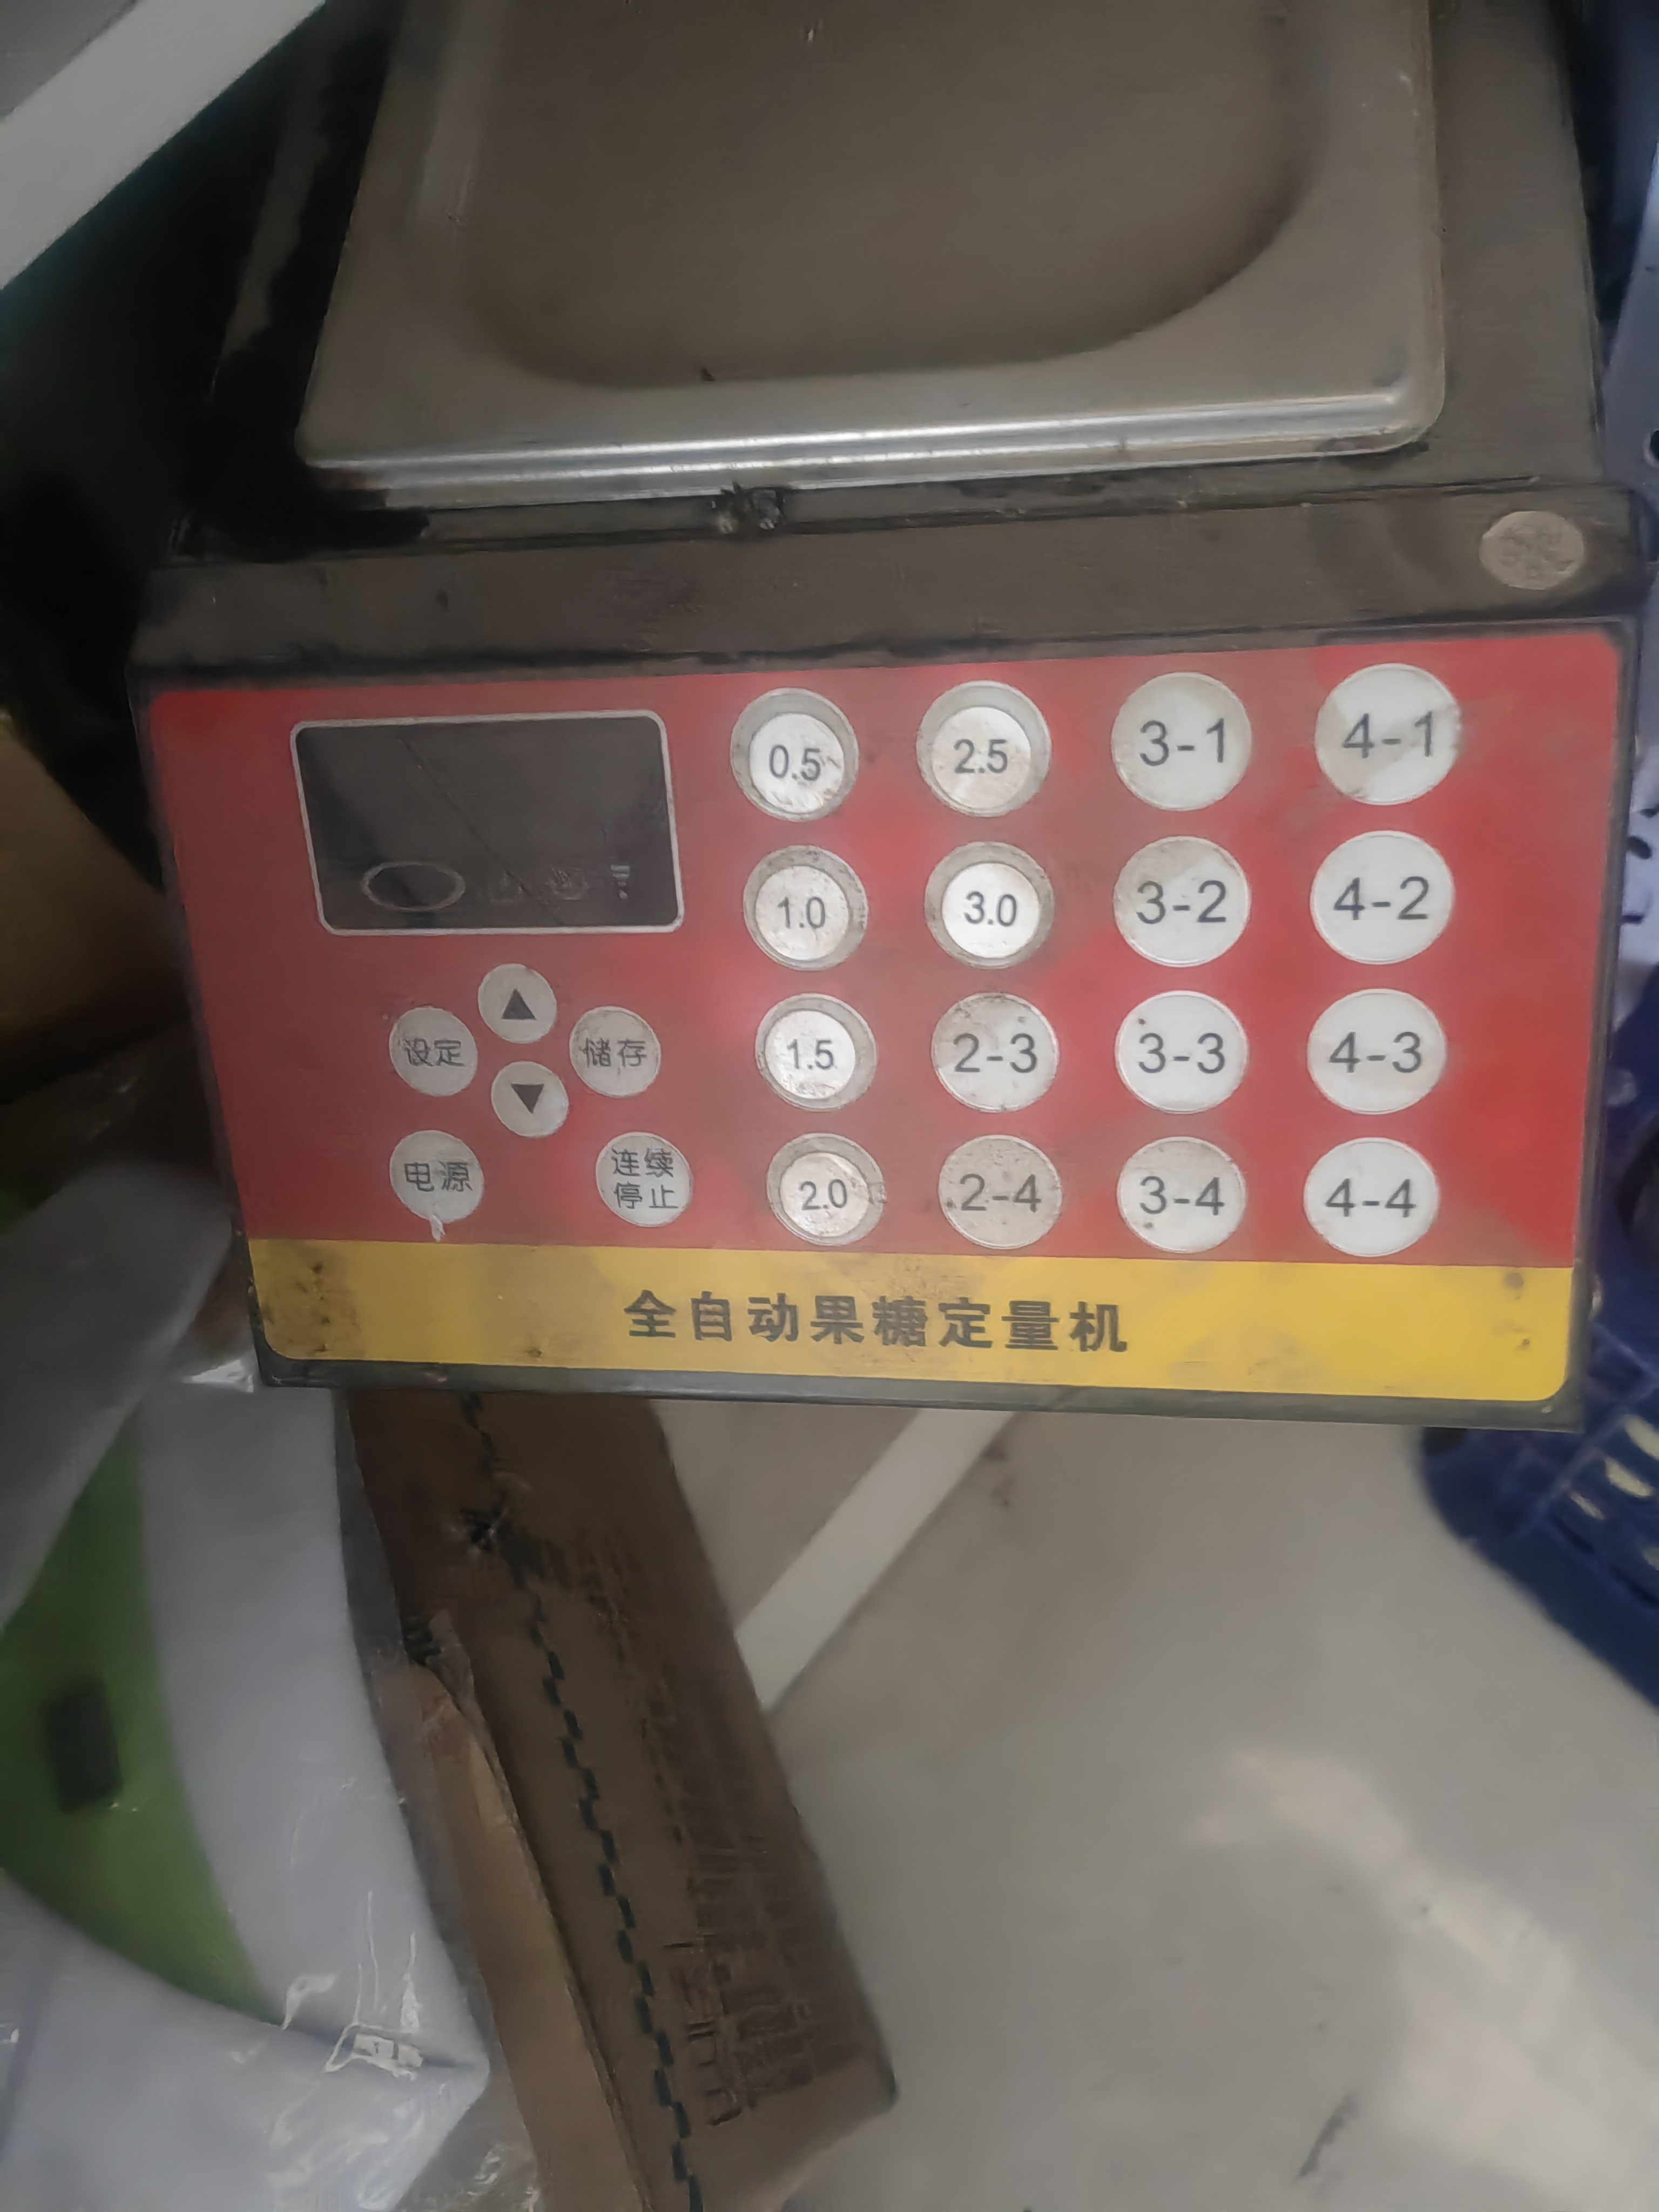 0.5 2.5 3-1 4-1
1.0 3.0 3-2 4-2
设定 ▲ 储存 1.5 2-3 3-3 4-3
▼
电源 连续 2.0 2-4 3-4 4-4
停止
全自动果糖定量机